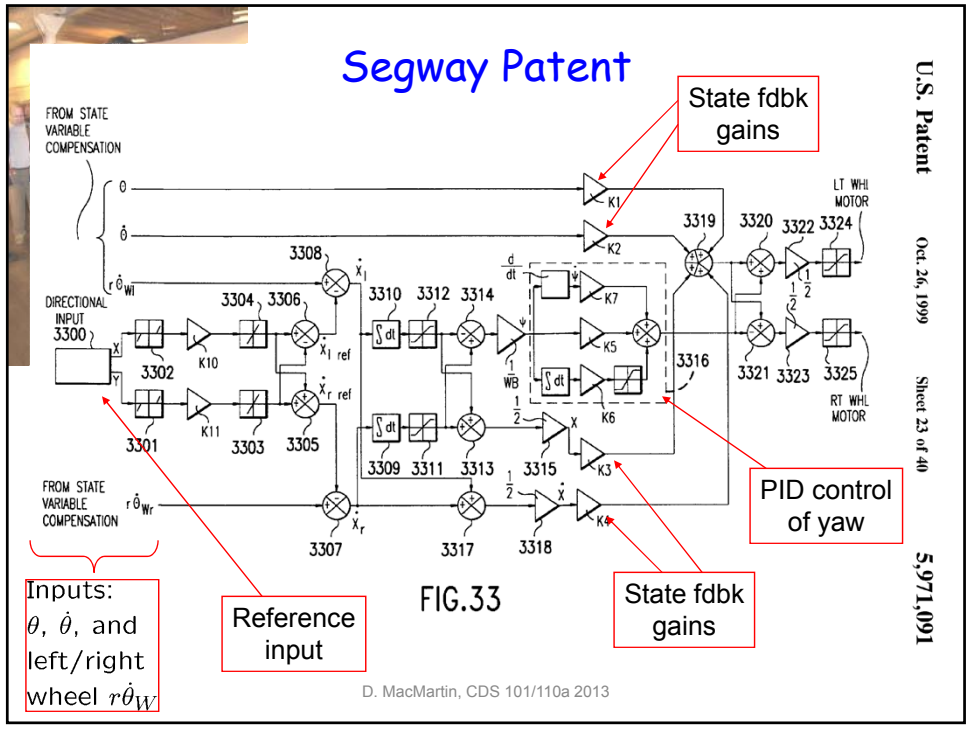 Segway Patent
U.S. Patent
Oct. 26, 1999
Sheet 23 of 40
5,971,091
State fdbk
gains
FROM STATE
VARIABLE
COMPENSATION
θ
K1
LT WHL
MOTOR
θ̇
K2
3319
3320
3322
3324
1/2
3308
ẋl
rθ̇Wl
d/dt
ψ̇
K7
DIRECTIONAL
INPUT
3300
X
Y
3302
K10
3304
3306
ẋl ref
3310
∫dt
3312
3314
1/WB
ψ
K5
3316
∫dt
K6
1/2
3321
3323
3325
RT WHL
MOTOR
3301
K11
3303
ẋr ref
3305
∫dt
3309
3311
3313
1/2
3315
X
K3
PID control
of yaw
FROM STATE
VARIABLE
COMPENSATION
rθ̇Wr
3307
ẋr
3317
1/2
3318
ẋ
K4
FIG.33
Inputs:
θ, θ̇, and
left/right
wheel rθ̇W
Reference
input
State fdbk
gains
D. MacMartin, CDS 101/110a 2013